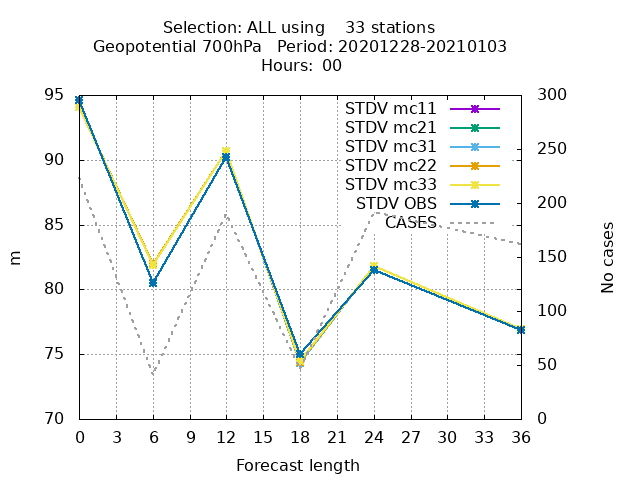 Selection: ALL using    33 stations
Geopotential 700hPa   Period: 20201228-20210103
Hours: 00
95
90
85
80
75
70
m
300
250
200
150
100
50
0
No cases
STDV mc11
STDV mc21
STDV mc31
STDV mc22
STDV mc33
STDV OBS
CASES
0 3 6 9 12 15 18 21 24 27 30 33 36
Forecast length